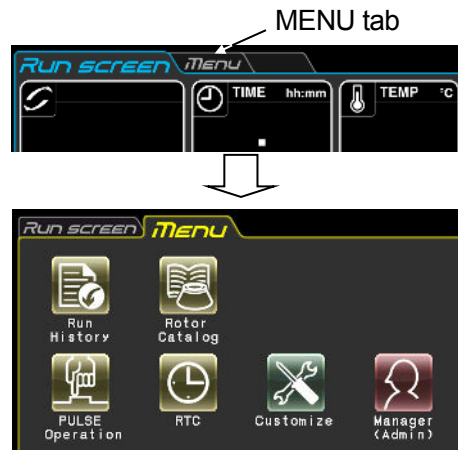 MENU tab
Run screen Menu
TIME hh:mm TEMP °C
Run screen Menu
Run History Rotor Catalog
PULSE Operation RTC Customize Manager (Admin)